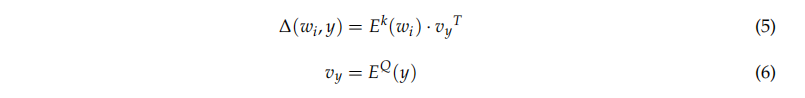 Δ(w_i, y) = E^k(w_i) · v_y^T (5)
v_y = E^Q(y) (6)